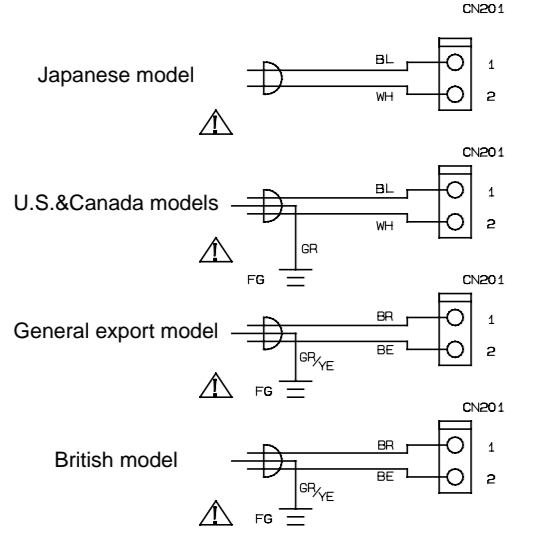 CN201
BL 1
Japanese model
WH 2
CN201
BL 1
U.S.&Canada models
WH 2
GR
FG
CN201
BR 1
General export model
BE 2
GR/YE
FG
CN201
BR 1
British model
BE 2
GR/YE
FG